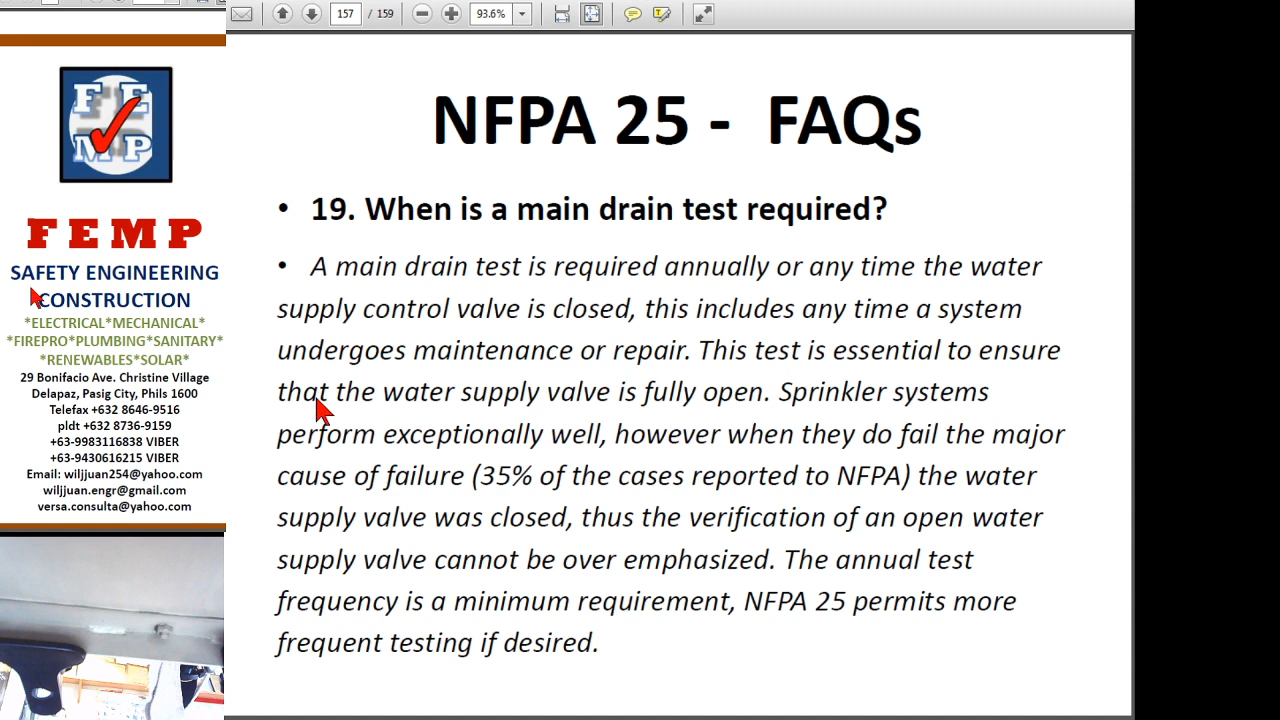 157 / 159
93.6%
F E
M P
FEMP
SAFETY ENGINEERING
CONSTRUCTION
*ELECTRICAL*MECHANICAL*
*FIREPRO*PLUMBING*SANITARY*
*RENEWABLES*SOLAR*
29 Bonifacio Ave. Christine Village
Delapaz, Pasig City, Phils 1600
Telefax +632 8646-9516
pldt +632 8736-9159
+63-9983116838 VIBER
+63-9430616215 VIBER
Email: wiljjuan254@yahoo.com
wiljjuan.engr@gmail.com
versa.consulta@yahoo.com
NFPA 25 - FAQs
• 19. When is a main drain test required?
• A main drain test is required annually or any time the water
supply control valve is closed, this includes any time a system
undergoes maintenance or repair. This test is essential to ensure
that the water supply valve is fully open. Sprinkler systems
perform exceptionally well, however when they do fail the major
cause of failure (35% of the cases reported to NFPA) the water
supply valve was closed, thus the verification of an open water
supply valve cannot be over emphasized. The annual test
frequency is a minimum requirement, NFPA 25 permits more
frequent testing if desired.